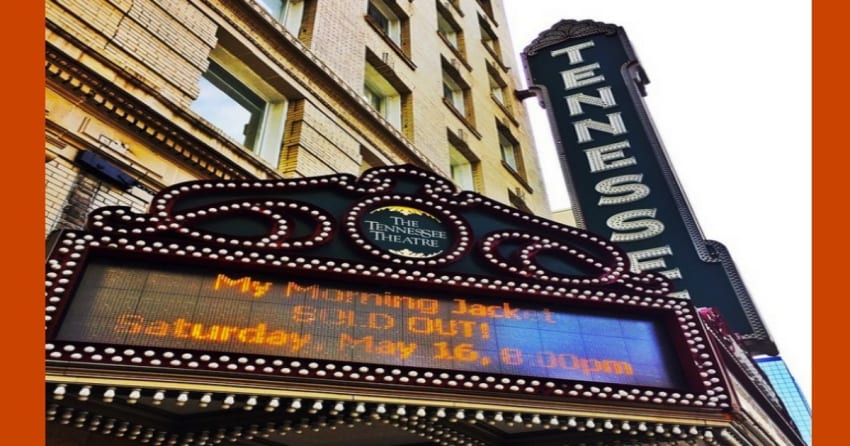 TENNESSEE
THE
TENNESSEE
THEATRE
My Morning Jacket
SOLD OUT!
Saturday, May 16, 8:00pm